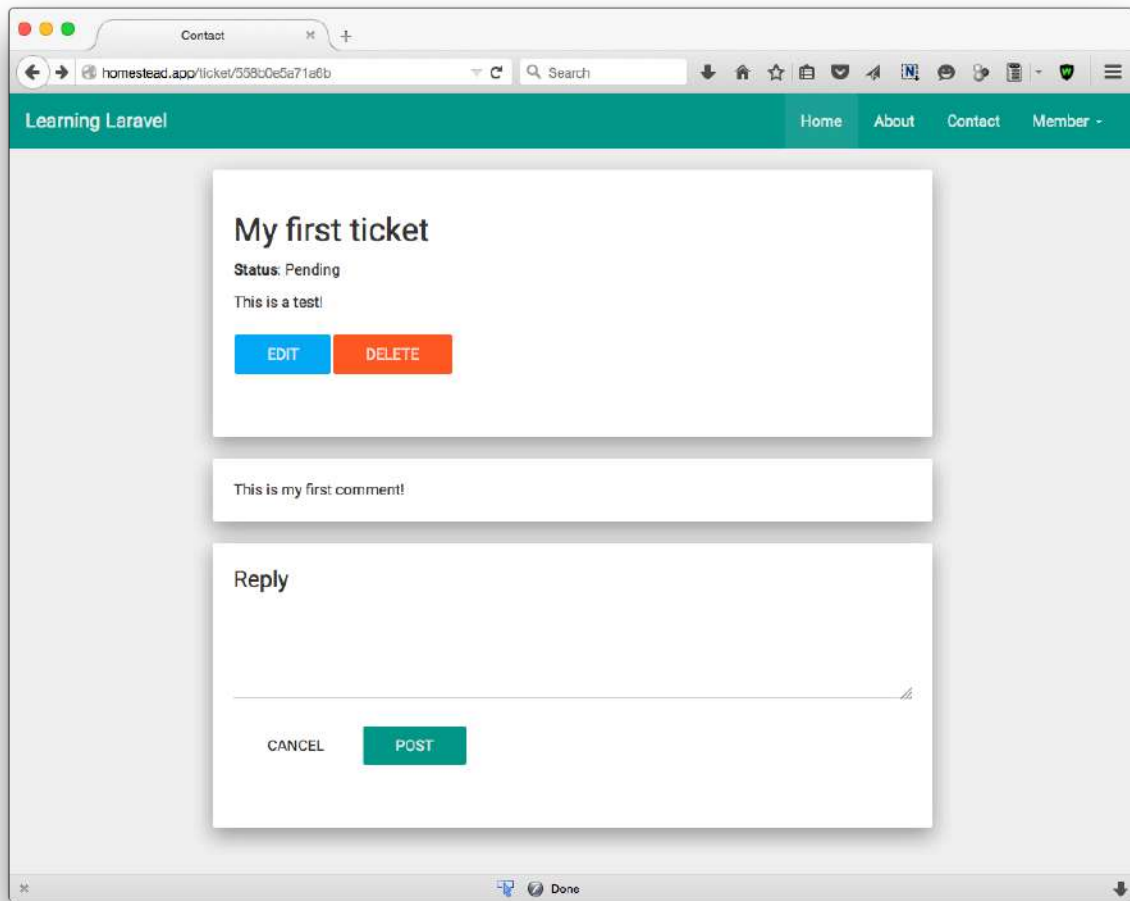 Contact
homestead.app/ticket/558b0e5a71a6b
Search
Learning Laravel
Home
About
Contact
Member
My first ticket
Status: Pending
This is a test!
EDIT
DELETE
This is my first comment!
Reply
CANCEL
POST
Done